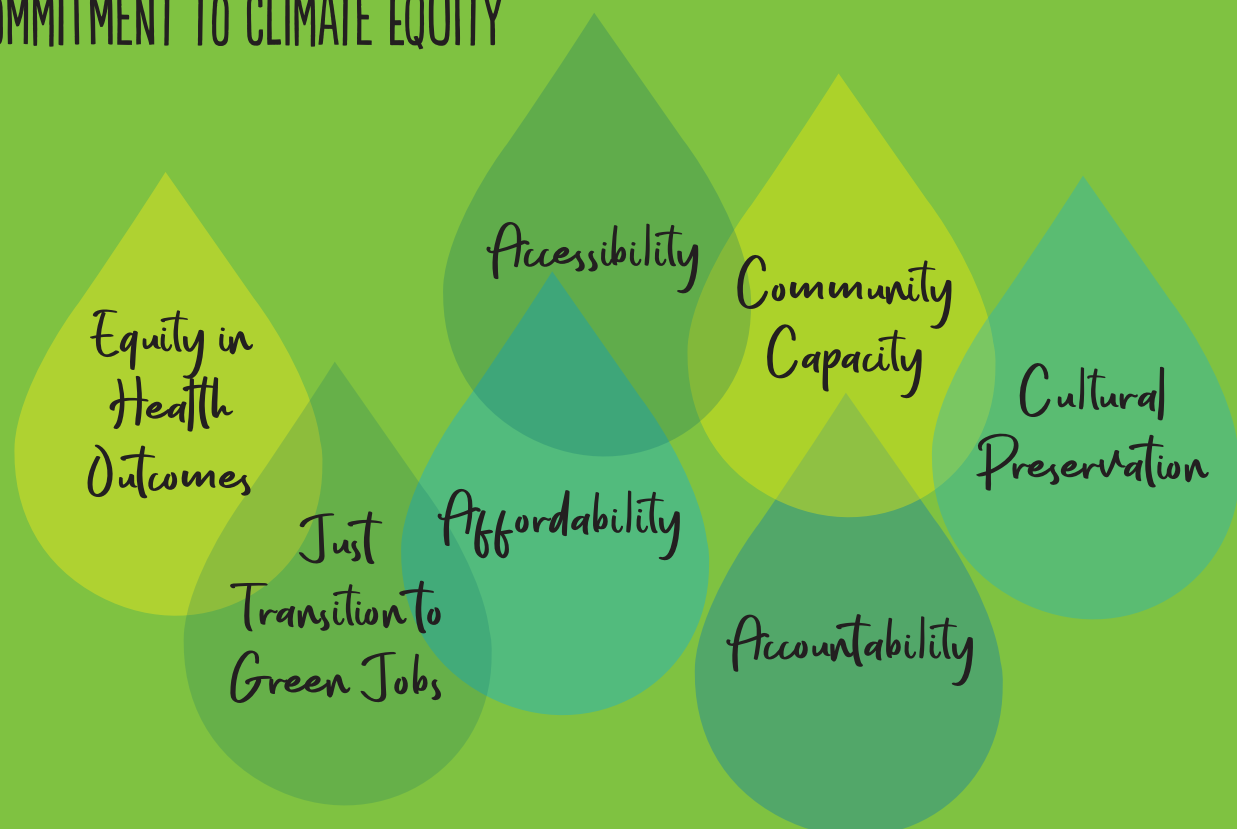 OMMITMENT TO CLIMATE EQUITY
Equity in
Health
Outcomes
Just
Transition to
Green Jobs
Accessibility
Affordability
Community
Capacity
Accountability
Cultural
Preservation